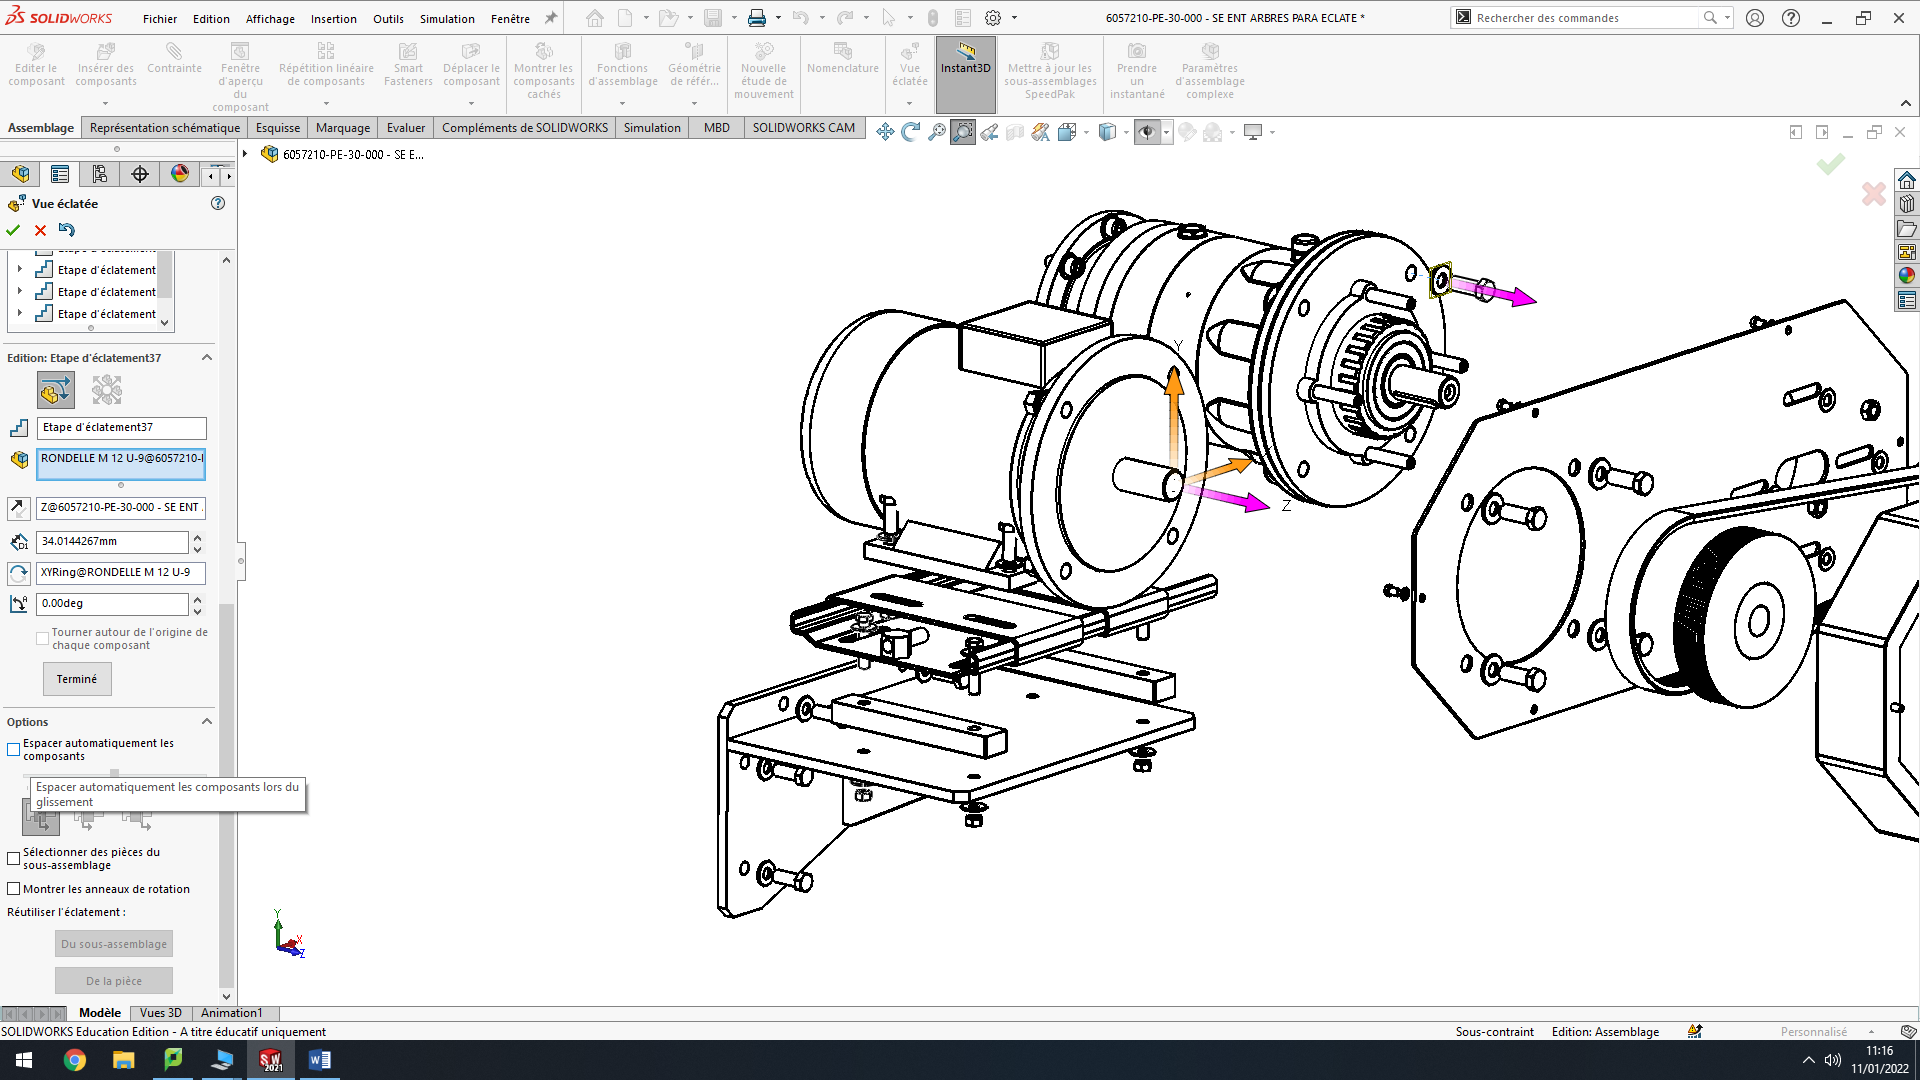 SOLIDWORKS
Fichier
Edition
Affichage
Insertion
Outils
Simulation
Fenêtre
6057210-PE-30-000 - SE ENT ARBRES PARA ECLATE *
Rechercher des commandes
Editer le
composant
Insérer des
composants
Contrainte
Fenêtre
d'aperçu
du
composant
Répétition linéaire
de composants
Smart
Fasteners
Déplacer le
composant
Montrer les
composants
cachés
Fonctions
d'assemblage
Géométrie
de référ...
Nouvelle
étude de
mouvement
Nomenclature
Vue
éclatée
Instant3D
Mettre à jour les
sous-assemblages
SpeedPak
Prendre
un
instantané
Paramètres
d'assemblage
complexe
Assemblage
Représentation schématique
Esquisse
Marquage
Evaluer
Compléments de SOLIDWORKS
Simulation
MBD
SOLIDWORKS CAM
6057210-PE-30-000 - SE E...
Vue éclatée
Etape d'éclatement
Etape d'éclatement
Etape d'éclatement
Etape d'éclatement
Edition: Etape d'éclatement37
Etape d'éclatement37
RONDELLE M 12 U-9@6057210-
Z@6057210-PE-30-000 - SE ENT
D1
34.0144267mm
XYRing@RONDELLE M 12 U-9
A
0.00deg
Tourner autour de l'origine de
chaque composant
Terminé
Options
Espacer automatiquement les
composants
Espacer automatiquement les composants lors du
glissement
Sélectionner des pièces du
sous-assemblage
Montrer les anneaux de rotation
Réutiliser l'éclatement :
Du sous-assemblage
De la pièce
Y
Z
Y
X
Z
Modèle
Vues 3D
Animation1
SOLIDWORKS Education Edition - A titre éducatif uniquement
Sous-contraint
Edition: Assemblage
Personnalisé
SW
2021
11:16
11/01/2022